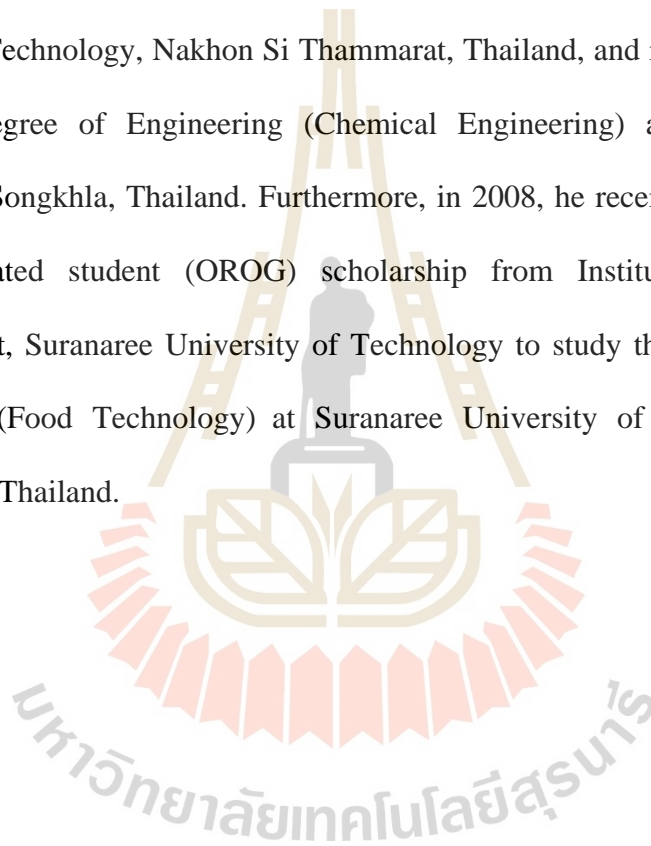 Technology, Nakhon Si Thammarat, Thailand, and
egree of Engineering (Chemical Engineering)
Songkhla, Thailand. Furthermore, in 2008, he
ated student (OROG) scholarship from
t, Suranaree University of Technology to study
(Food Technology) at Suranaree University of
Thailand.
มหาวิทยาลัยเทคโนโลยีสุรนารี